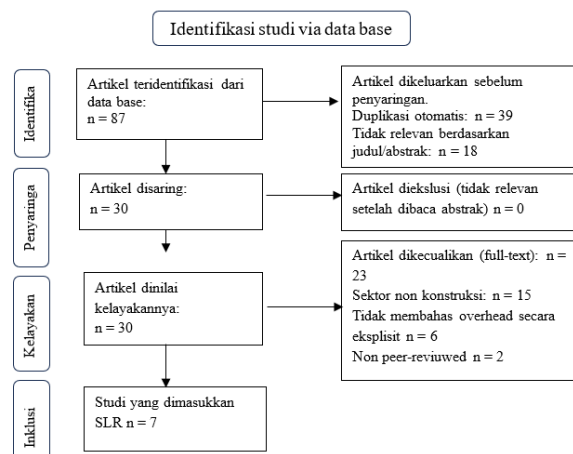 Identifikasi studi via data base
Identifika
Artikel teridentifikasi dari
data base:
n = 87
Artikel dikeluarkan sebelum
penyaringan.
Duplikasi otomatis: n = 39
Tidak relevan berdasarkan
judul/abstrak: n = 18
Penyaringa
Artikel disaring:
n = 30
Artikel diekslusi (tidak relevan
setelah dibaca abstrak) n = 0
Kelayakan
Artikel dinilai
kelayakannya:
n = 30
Artikel dikecualikan (full-text): n =
23
Sektor non konstruksi: n = 15
Tidak membahas overhead secara
eksplisit n = 6
Non peer-reviuwed n = 2
Inklusi
Studi yang dimasukkan
SLR n = 7